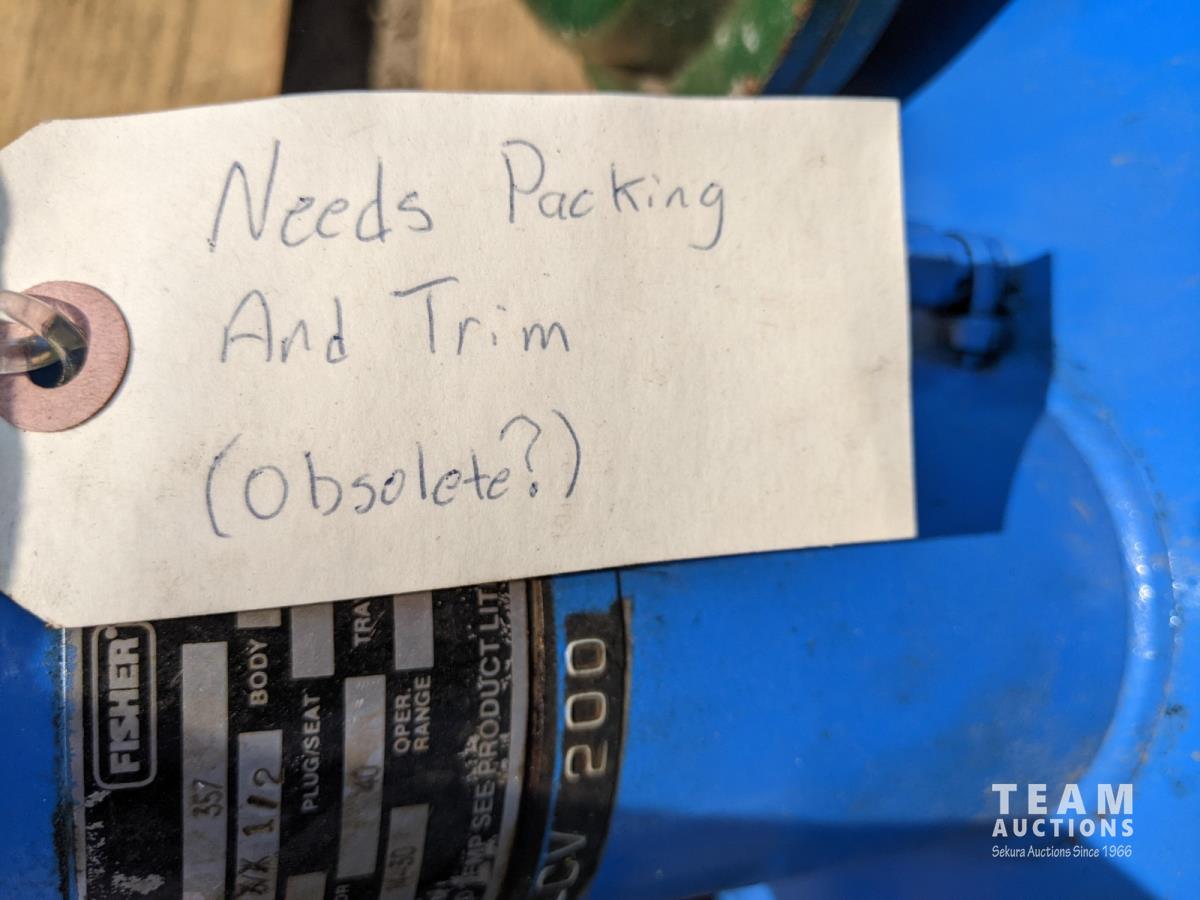 Needs Packing
And Trim
(Obsolete?)
FISHER
357
BODY
1 1/2
PLUG/SEAT
40
OPER.
RANGE
SEE PRODUCT LIT
CV 200
TEAM
AUCTIONS
Sekura Auctions Since 1966